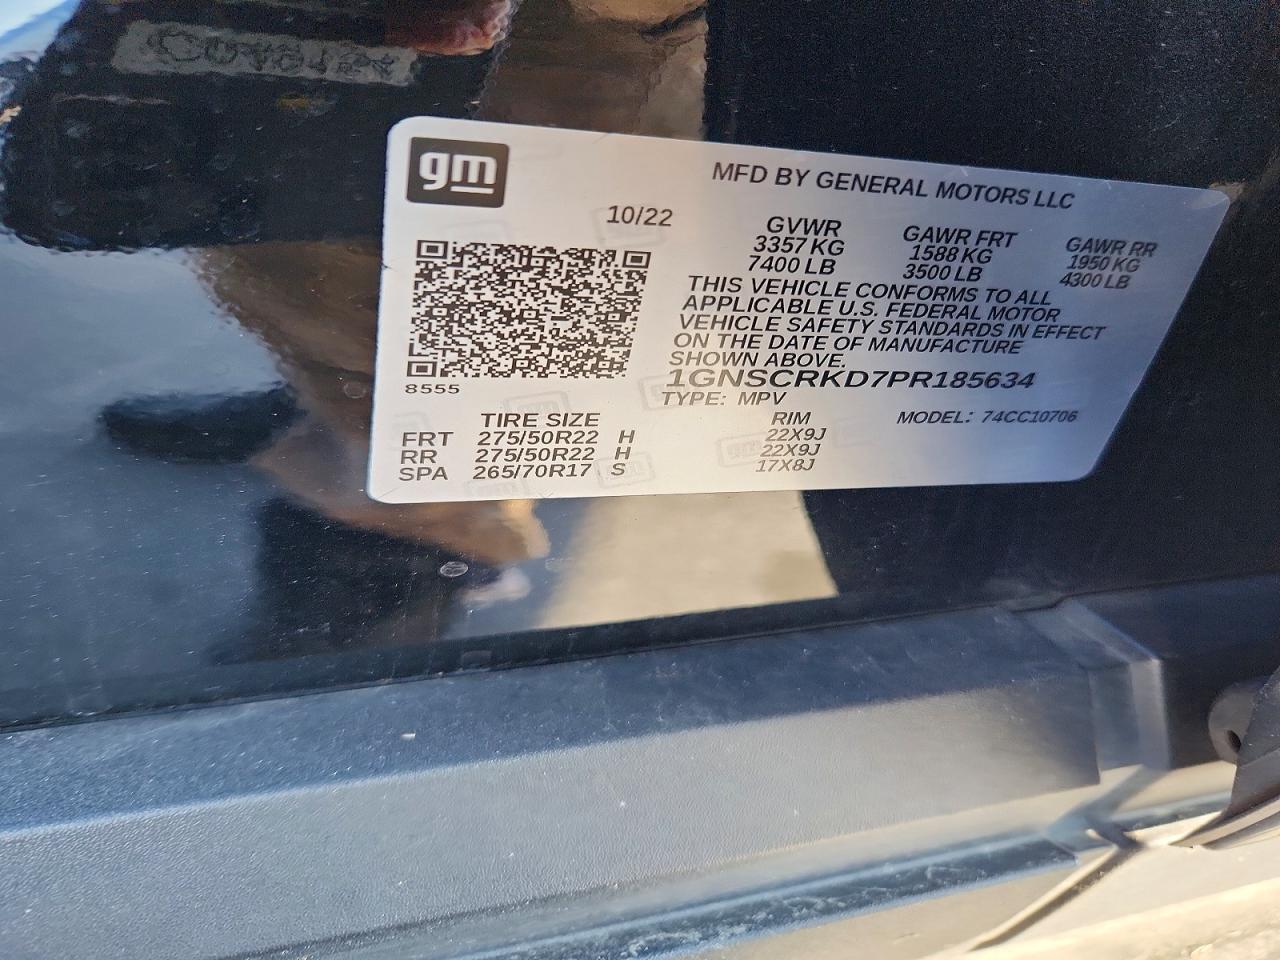 gm
MFD BY GENERAL MOTORS LLC
10/22
GVWR GAWR FRT GAWR RR
3357 KG 1588 KG 1950 KG
7400 LB 3500 LB 4300 LB
THIS VEHICLE CONFORMS TO ALL
APPLICABLE U.S. FEDERAL MOTOR
VEHICLE SAFETY STANDARDS IN EFFECT
ON THE DATE OF MANUFACTURE
SHOWN ABOVE.
8555
1GNSCRKD7PR185634
TYPE: MPV MODEL: 74CC10706
TIRE SIZE RIM
FRT 275/50R22 H 22X9J
RR 275/50R22 H 22X9J
SPA 265/70R17 S 17X8J